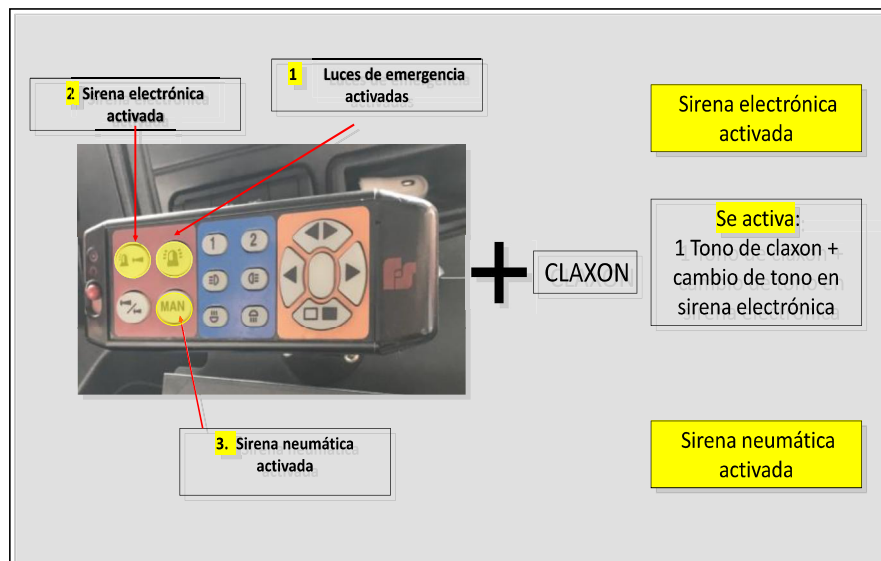 1 Luces de emergencia
activadas
2 Sirena electrónica
activada
Sirena electrónica
activada
1
2
MAN
FS
CLAXON
Se activa:
1 Tono de claxon +
cambio de tono en
sirena electrónica
3. Sirena neumática
activada
Sirena neumática
activada